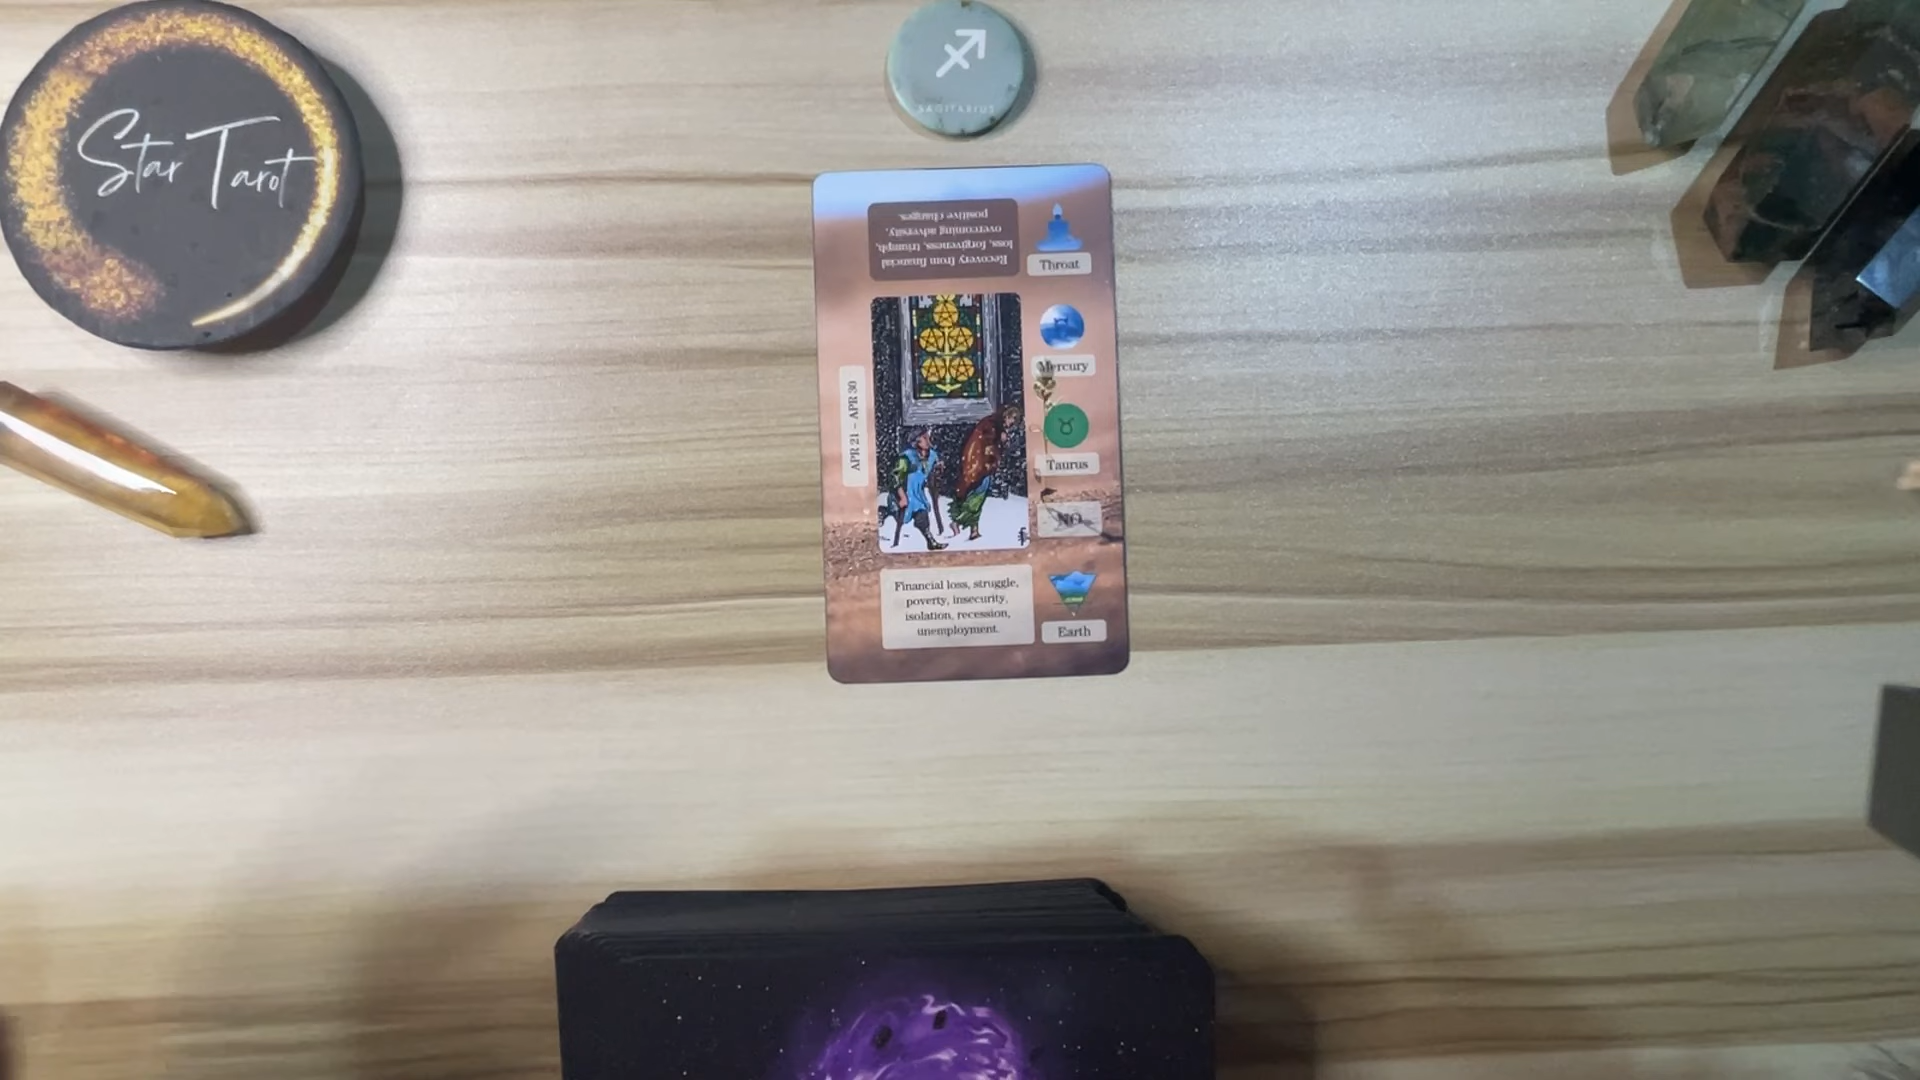 Star Tarot
SAGITARIUS
Recovery from financial
loss, forgiveness, triumph,
overcoming adversity,
positive changes.
Throat
Mercury
APR 21 – APR 30
Taurus
NO
Financial loss, struggle,
poverty, insecurity,
isolation, recession,
unemployment.
Earth